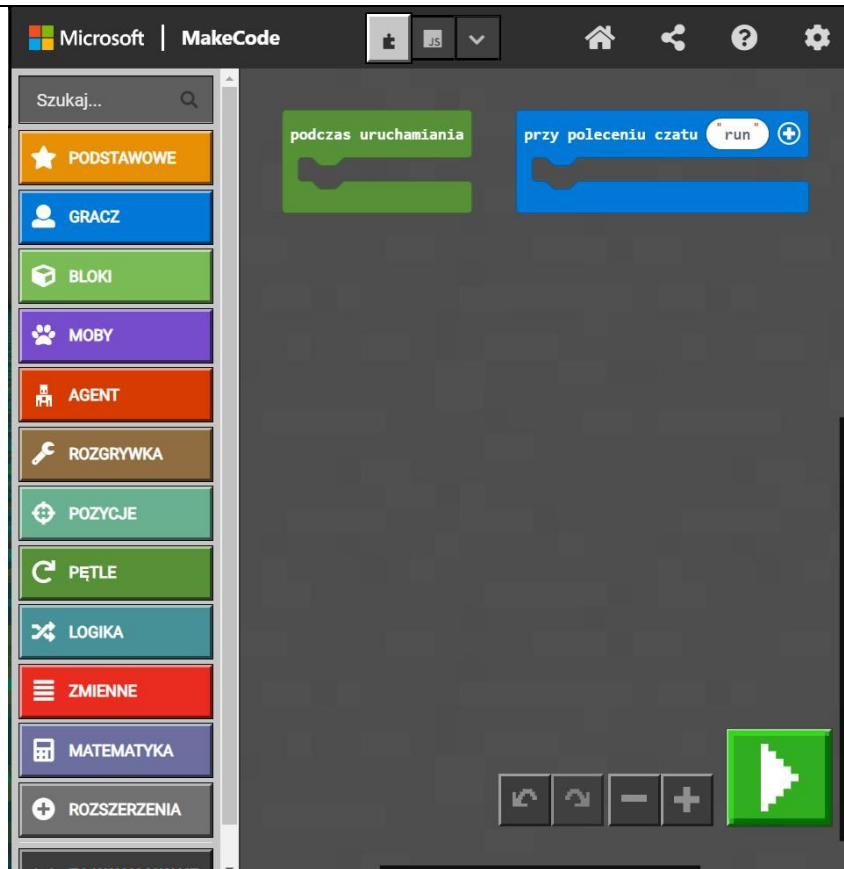 Microsoft | MakeCode
JS
Szukaj...
podczas uruchamiania
przy poleceniu czatu "run"
PODSTAWOWE
GRACZ
BLOKI
MOBY
AGENT
ROZGRYWKA
POZYCJE
PĘTLE
LOGIKA
ZMIENNE
MATEMATYKA
ROZSZERZENIA